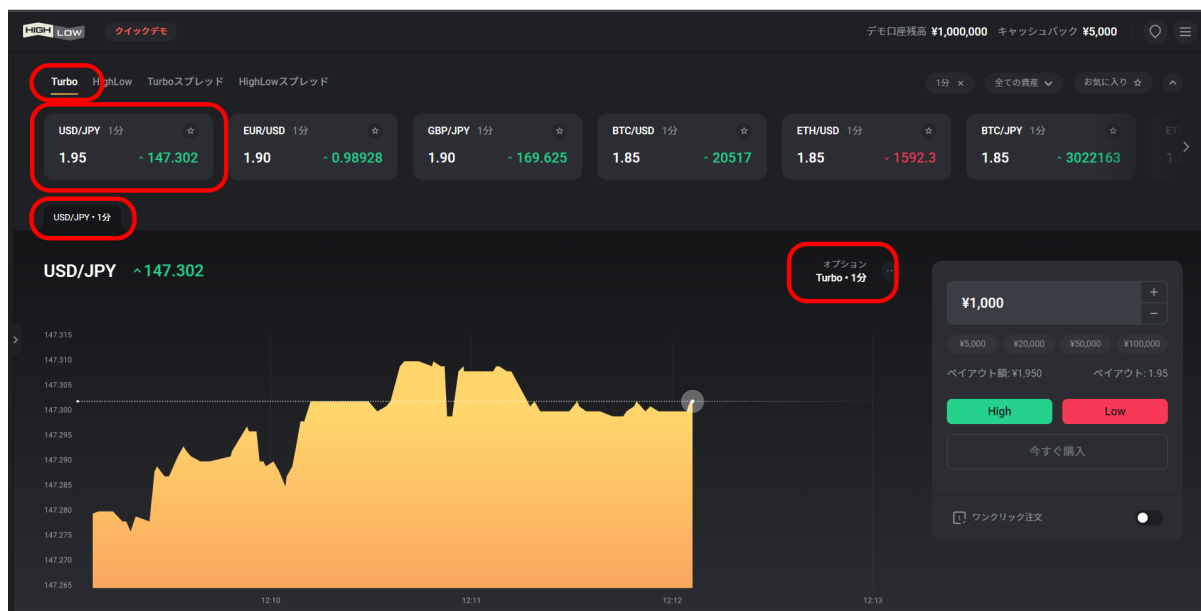 HIGH LOW クイックデモ デモ口座残高 ¥1,000,000 キャッシュバック ¥5,000
Turbo HighLow Turboスプレッド HighLowスプレッド 1分 × 全ての資産 お気に入り
USD/JPY 1分 EUR/USD 1分 GBP/JPY 1分 BTC/USD 1分 ETH/USD 1分 BTC/JPY 1分
1.95 147.302 1.90 0.98928 1.90 169.625 1.85 20517 1.85 1592.3 1.85 3022163
USD/JPY・1分
USD/JPY 147.302
オプション
Turbo・1分
¥1,000
+
−
¥5,000 ¥20,000 ¥50,000 ¥100,000
ペイアウト額: ¥1,950 ペイアウト: 1.95
High Low
今すぐ購入
ワンクリック注文
147.315
147.310
147.305
147.300
147.295
147.290
147.285
147.280
147.275
147.270
147.265
12:10 12:11 12:12 12:13